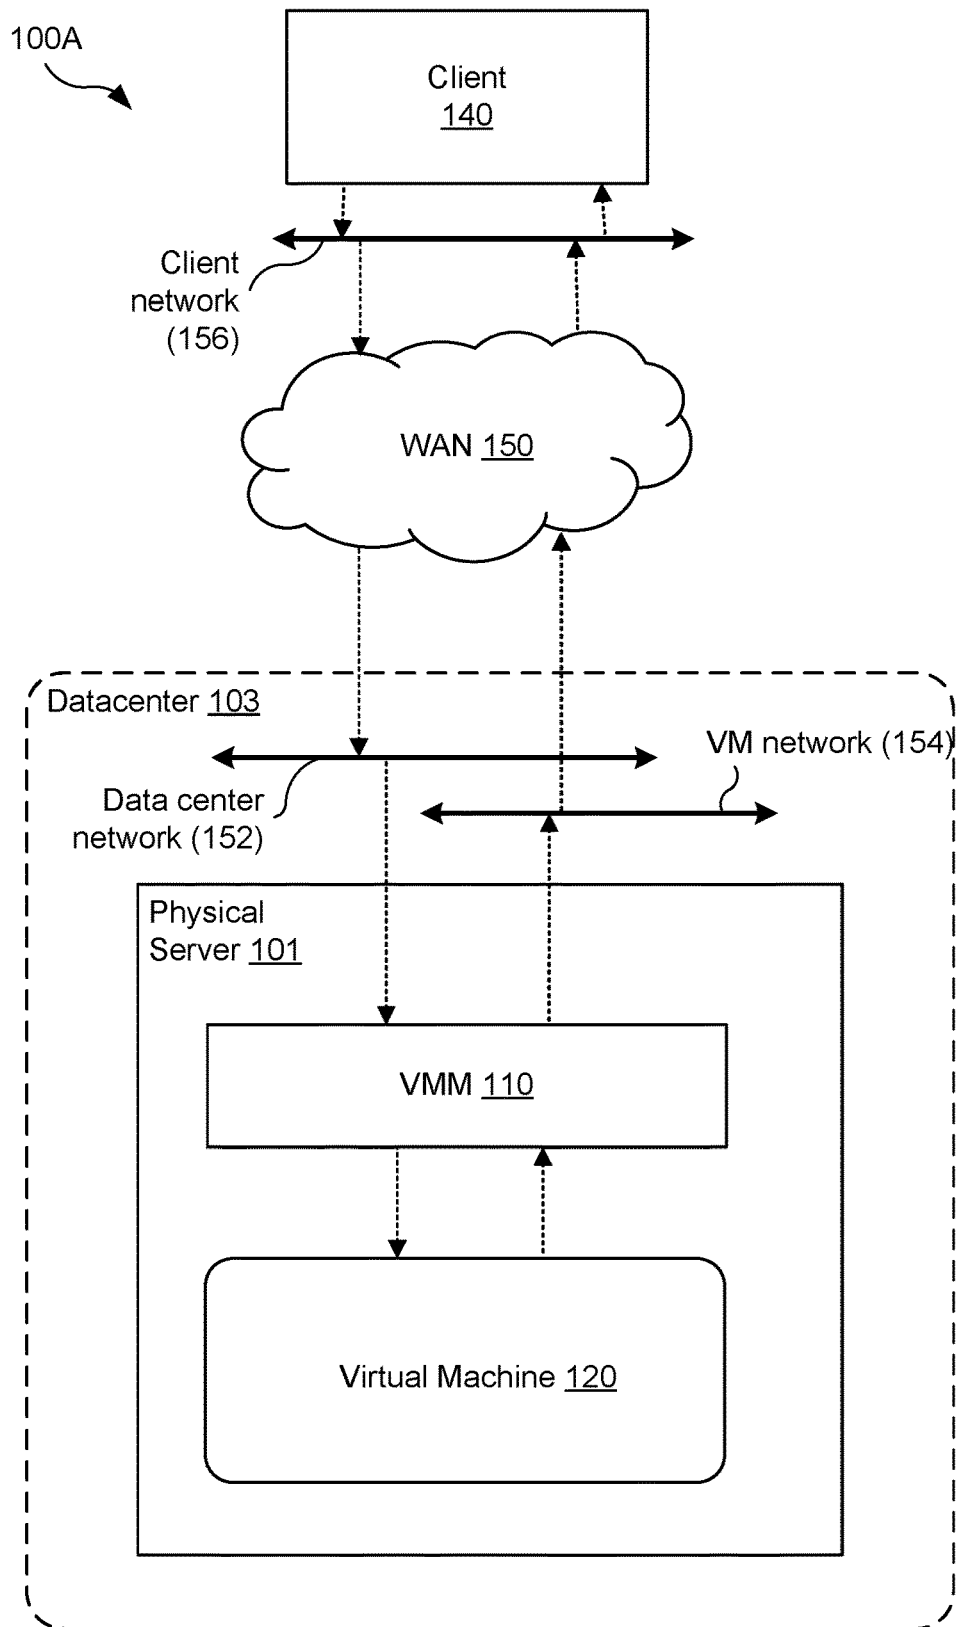 100A
Client
140
Client
network
(156)
WAN 150
Datacenter 103
VM network (154)
Data center
network (152)
Physical
Server 101
VMM 110
Virtual Machine 120